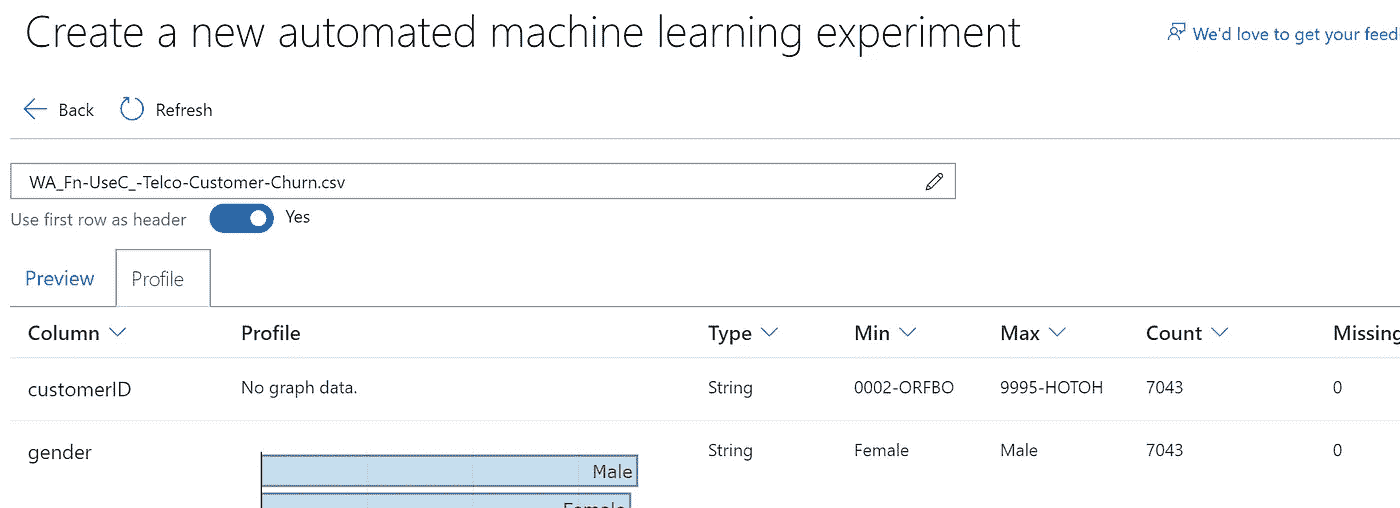 Create a new automated machine learning experiment
We'd love to get your feed
Back Refresh
WA_Fn-UseC_-Telco-Customer-Churn.csv
Use first row as header Yes
Preview Profile
Column Profile Type Min Max Count Missing
customerID No graph data. String 0002-ORFBO 9995-HOTOH 7043 0
gender String Female Male 7043 0
Male
Female